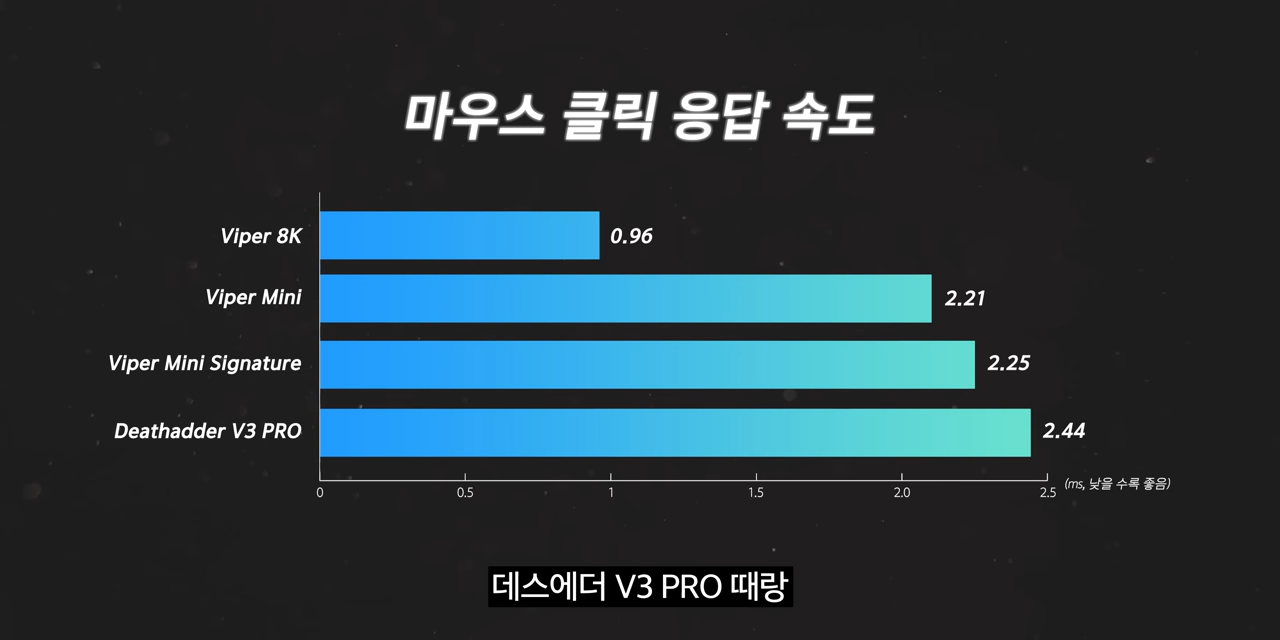 마우스 클릭 응답 속도
Viper 8K 0.96
Viper Mini 2.21
Viper Mini Signature 2.25
Deathadder V3 PRO 2.44
0 0.5 1 1.5 2.0 2.5 (ms, 낮을 수록 좋음)
데스에더 V3 PRO 때랑